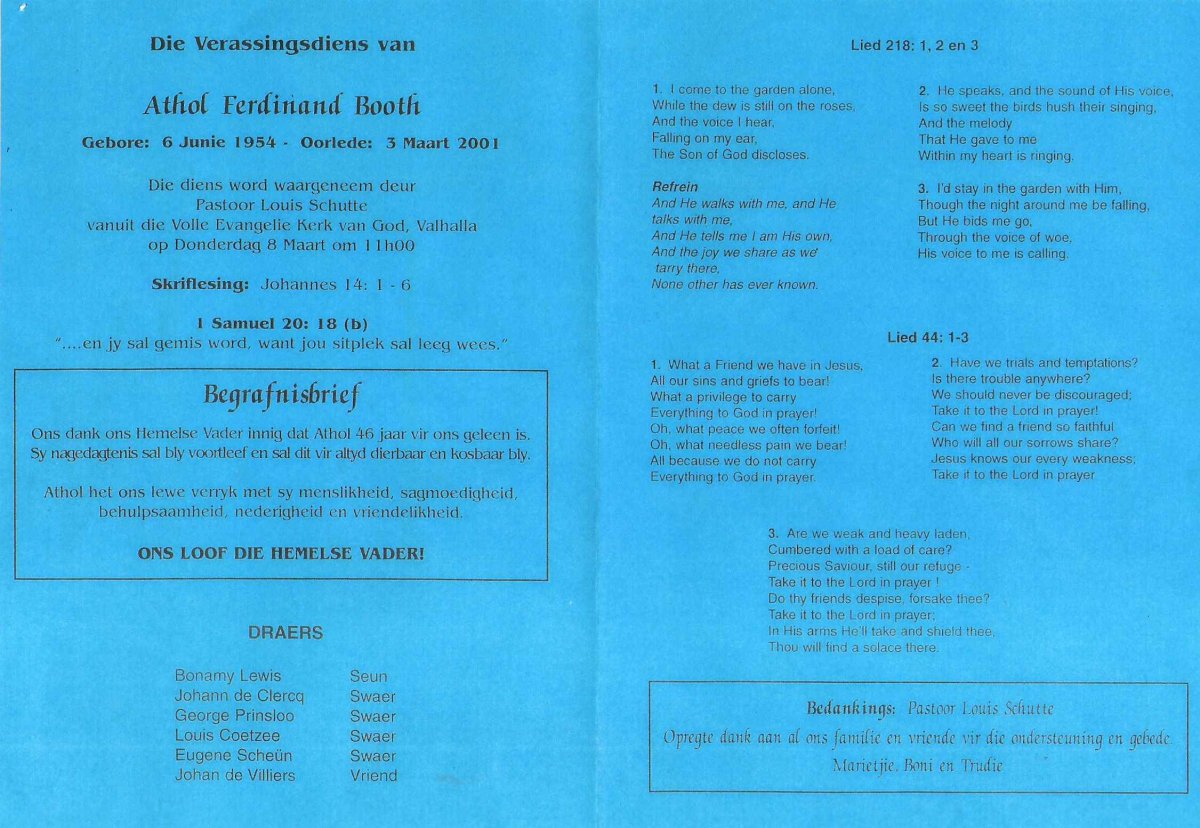 Die Verassingsdiens van
Athol Ferdinand Booth
Gebore: 6 Junie 1954 - Oorlede: 3 Maart 2001
Die diens word waargeneem deur
Pastoor Louis Schutte
vanuit die Volle Evangelie Kerk van God, Valhalla
op Donderdag 8 Maart om 11h00
Skriflesing: Johannes 14: 1 - 6
1 Samuel 20: 18 (b)
"....en jy sal gemis word, want jou sitplek sal leeg wees."
Begrafnisbrief
Ons dank ons Hemelse Vader innig dat Athol 46 jaar vir ons geleen is.
Sy nagedagtenis sal bly voortleef en sal dit vir altyd dierbaar en kosbaar bly.
Athol het ons lewe verryk met sy menslikheid, sagmoedigheid,
behulpsaamheid, nederigheid en vriendelikheid.
ONS LOOF DIE HEMELSE VADER!
DRAERS
Bonamy Lewis Seun
Johann de Clercq Swaer
George Prinsloo Swaer
Louis Coetzee Swaer
Eugene Scheün Swaer
Johan de Villiers Vriend
Lied 218: 1, 2 en 3
1. I come to the garden alone,
While the dew is still on the roses,
And the voice I hear,
Falling on my ear,
The Son of God discloses.
Refrein
And He walks with me, and He
talks with me,
And He tells me I am His own,
And the joy we share as we
tarry there,
None other has ever known.
2. He speaks, and the sound of His voice,
Is so sweet the birds hush their singing,
And the melody
That He gave to me
Within my heart is ringing.
3. I'd stay in the garden with Him,
Though the night around me be falling,
But He bids me go,
Through the voice of woe,
His voice to me is calling.
Lied 44: 1-3
1. What a Friend we have in Jesus,
All our sins and griefs to bear!
What a privilege to carry
Everything to God in prayer!
Oh, what peace we often forfeit!
Oh, what needless pain we bear!
All because we do not carry
Everything to God in prayer.
2. Have we trials and temptations?
Is there trouble anywhere?
We should never be discouraged;
Take it to the Lord in prayer!
Can we find a friend so faithful
Who will all our sorrows share?
Jesus knows our every weakness,
Take it to the Lord in prayer
3. Are we weak and heavy laden,
Cumbered with a load of care?
Precious Saviour, still our refuge -
Take it to the Lord in prayer !
Do thy friends despise, forsake thee?
Take it to the Lord in prayer;
In His arms He'll take and shield thee,
Thou will find a solace there.
Bedankings: Pastoor Louis Schutte
Opregte dank aan al ons familie en vriende vir die ondersteuning en gebede.
Marietjie, Boni en Trudie